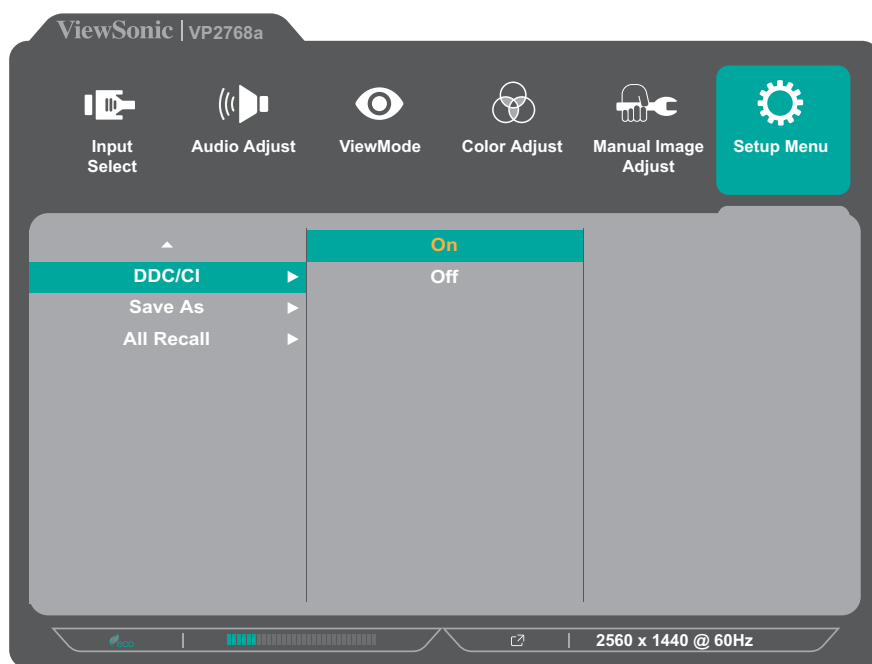 ViewSonic | VP2768a
Input
Select
Audio Adjust
ViewMode
Color Adjust
Manual Image
Adjust
Setup Menu
On
DDC/CI
Off
Save As
All Recall
eco
2560 x 1440 @ 60Hz